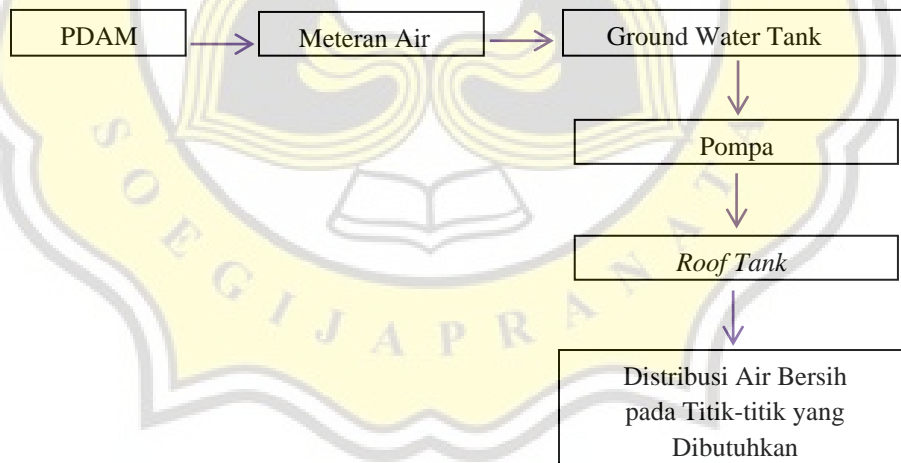 PDAM
Meteran Air
Ground Water Tank
Pompa
Roof Tank
Distribusi Air Bersih
pada Titik-titik yang
Dibutuhkan
SOEGIJAPRANATA